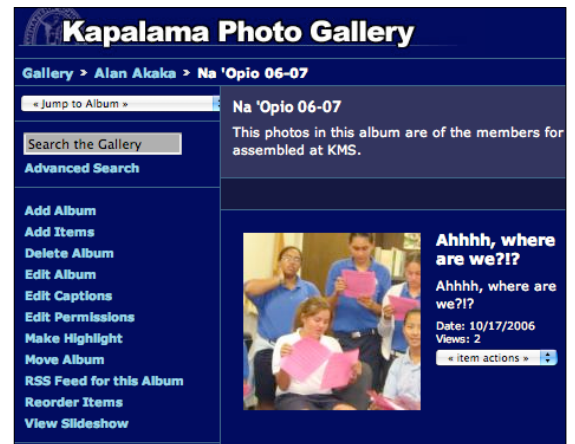 Kapalama Photo Gallery
Gallery > Alan Akaka > Na 'Opio 06-07
« Jump to Album »
Search the Gallery
Advanced Search
Add Album
Add Items
Delete Album
Edit Album
Edit Captions
Edit Permissions
Make Highlight
Move Album
RSS Feed for this Album
Reorder Items
View Slideshow
Na 'Opio 06-07
This photos in this album are of the members for
assembled at KMS.
Ahhhh, where
are we?!?
Ahhhh, where are
we?!?
Date: 10/17/2006
Views: 2
« item actions »